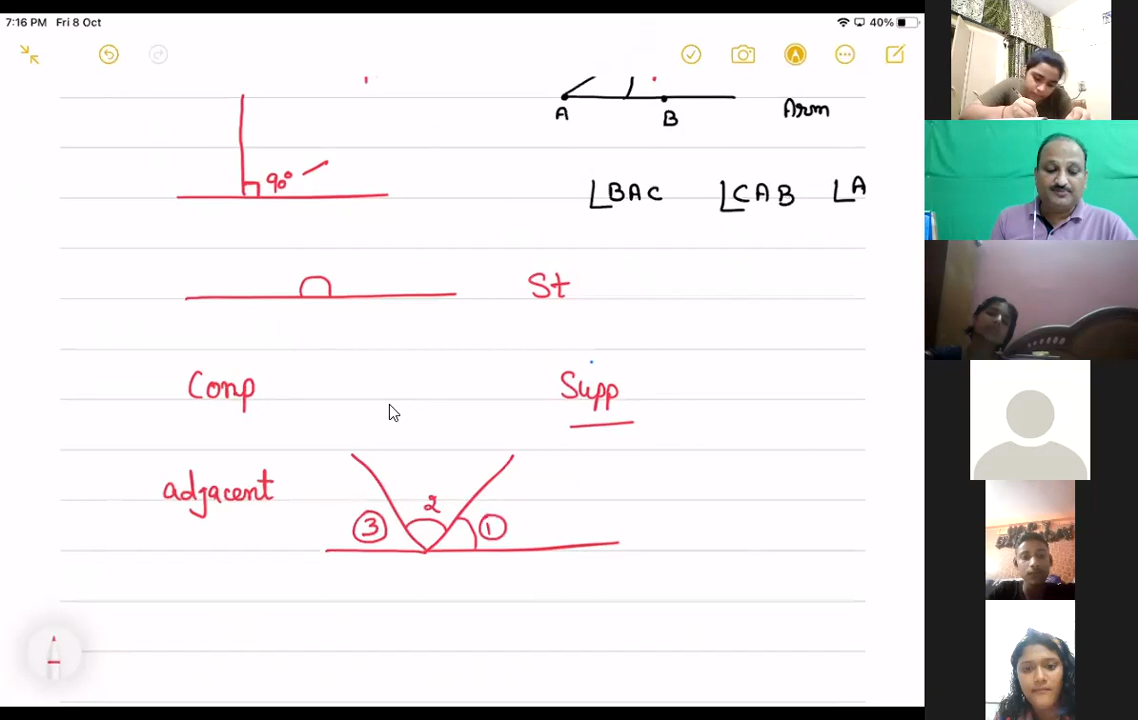 7:16 PM Fri 8 Oct
40%
A B Arm
90°
∟BAC ∟CAB ∟A
St
Comp Supp
adjacent
3 2 1